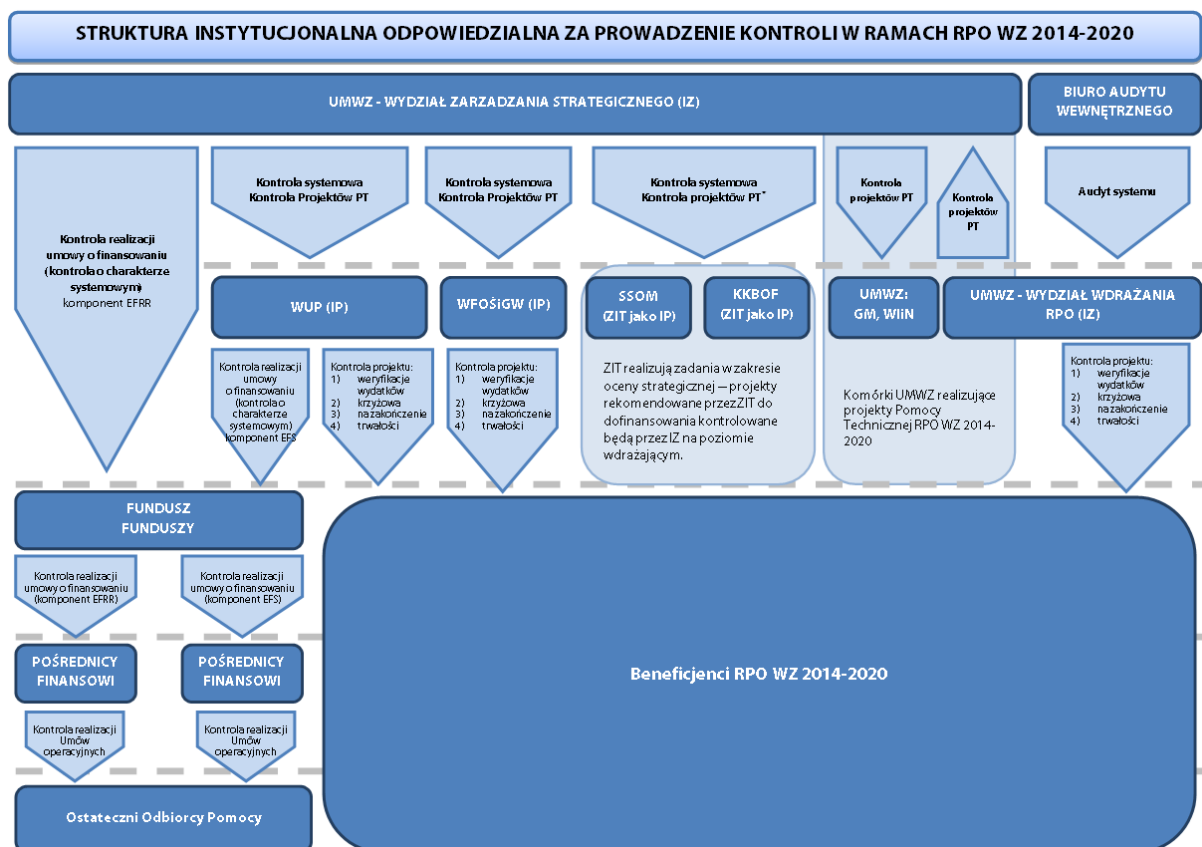 STRUKTURA INSTYTUCJONALNA ODPOWIEDZIALNA ZA PROWADZENIE KONTROLI W RAMACH RPO WZ 2014-2020
UMWZ - WYDZIAŁ ZARZADZANIA STRATEGICZNEGO (IZ)
BIURO AUDYTU
WEWNĘTRZNEGO
Kontrola realizacji
umowy o finansowaniu
(kontrola o charakterze
systemowym)
komponent EFRR
Kontrola systemowa
Kontrola Projektów PT
Kontrola systemowa
Kontrola Projektów PT
Kontrola systemowa
Kontrola projektów PT*
Kontrola
projektów PT
Kontrola
projektów
PT
Audyt systemu
WUP (IP)
WFOŚiGW (IP)
SSOM
(ZIT jako IP)
KKBOF
(ZIT jako IP)
UMWZ:
GM, WIiN
UMWZ - WYDZIAŁ WDRAŻANIA
RPO (IZ)
Kontrola realizacji
umowy
o finansowaniu
(kontrola o
charakterze
systemowym)
komponent EFS
Kontrola projektu:
1) weryfikacje
wydatków
2) krzyżowa
3) na zakończenie
4) trwałości
Kontrola projektu:
1) weryfikacje
wydatków
2) krzyżowa
3) na zakończenie
4) trwałości
ZIT realizują zadania w zakresie
oceny strategicznej – projekty
rekomendowane przez ZIT do
dofinansowania kontrolowane
będą przez IZ na poziomie
wdrażającym.
Komórki UMWZ realizujące
projekty Pomocy
Technicznej RPO WZ 2014-
2020
Kontrola projektu:
1) weryfikacje
wydatków
2) krzyżowa
3) na zakończenie
4) trwałości
FUNDUSZ
FUNDUSZY
Kontrola realizacji
umowy o finansowaniu
(komponent EFRR)
Kontrola realizacji
umowy o finansowaniu
(komponent EFS)
POŚREDNICY
FINANSOWI
POŚREDNICY
FINANSOWI
Beneficjenci RPO WZ 2014-2020
Kontrola realizacji
Umów
operacyjnych
Kontrola realizacji
Umów
operacyjnych
Ostateczni Odbiorcy Pomocy